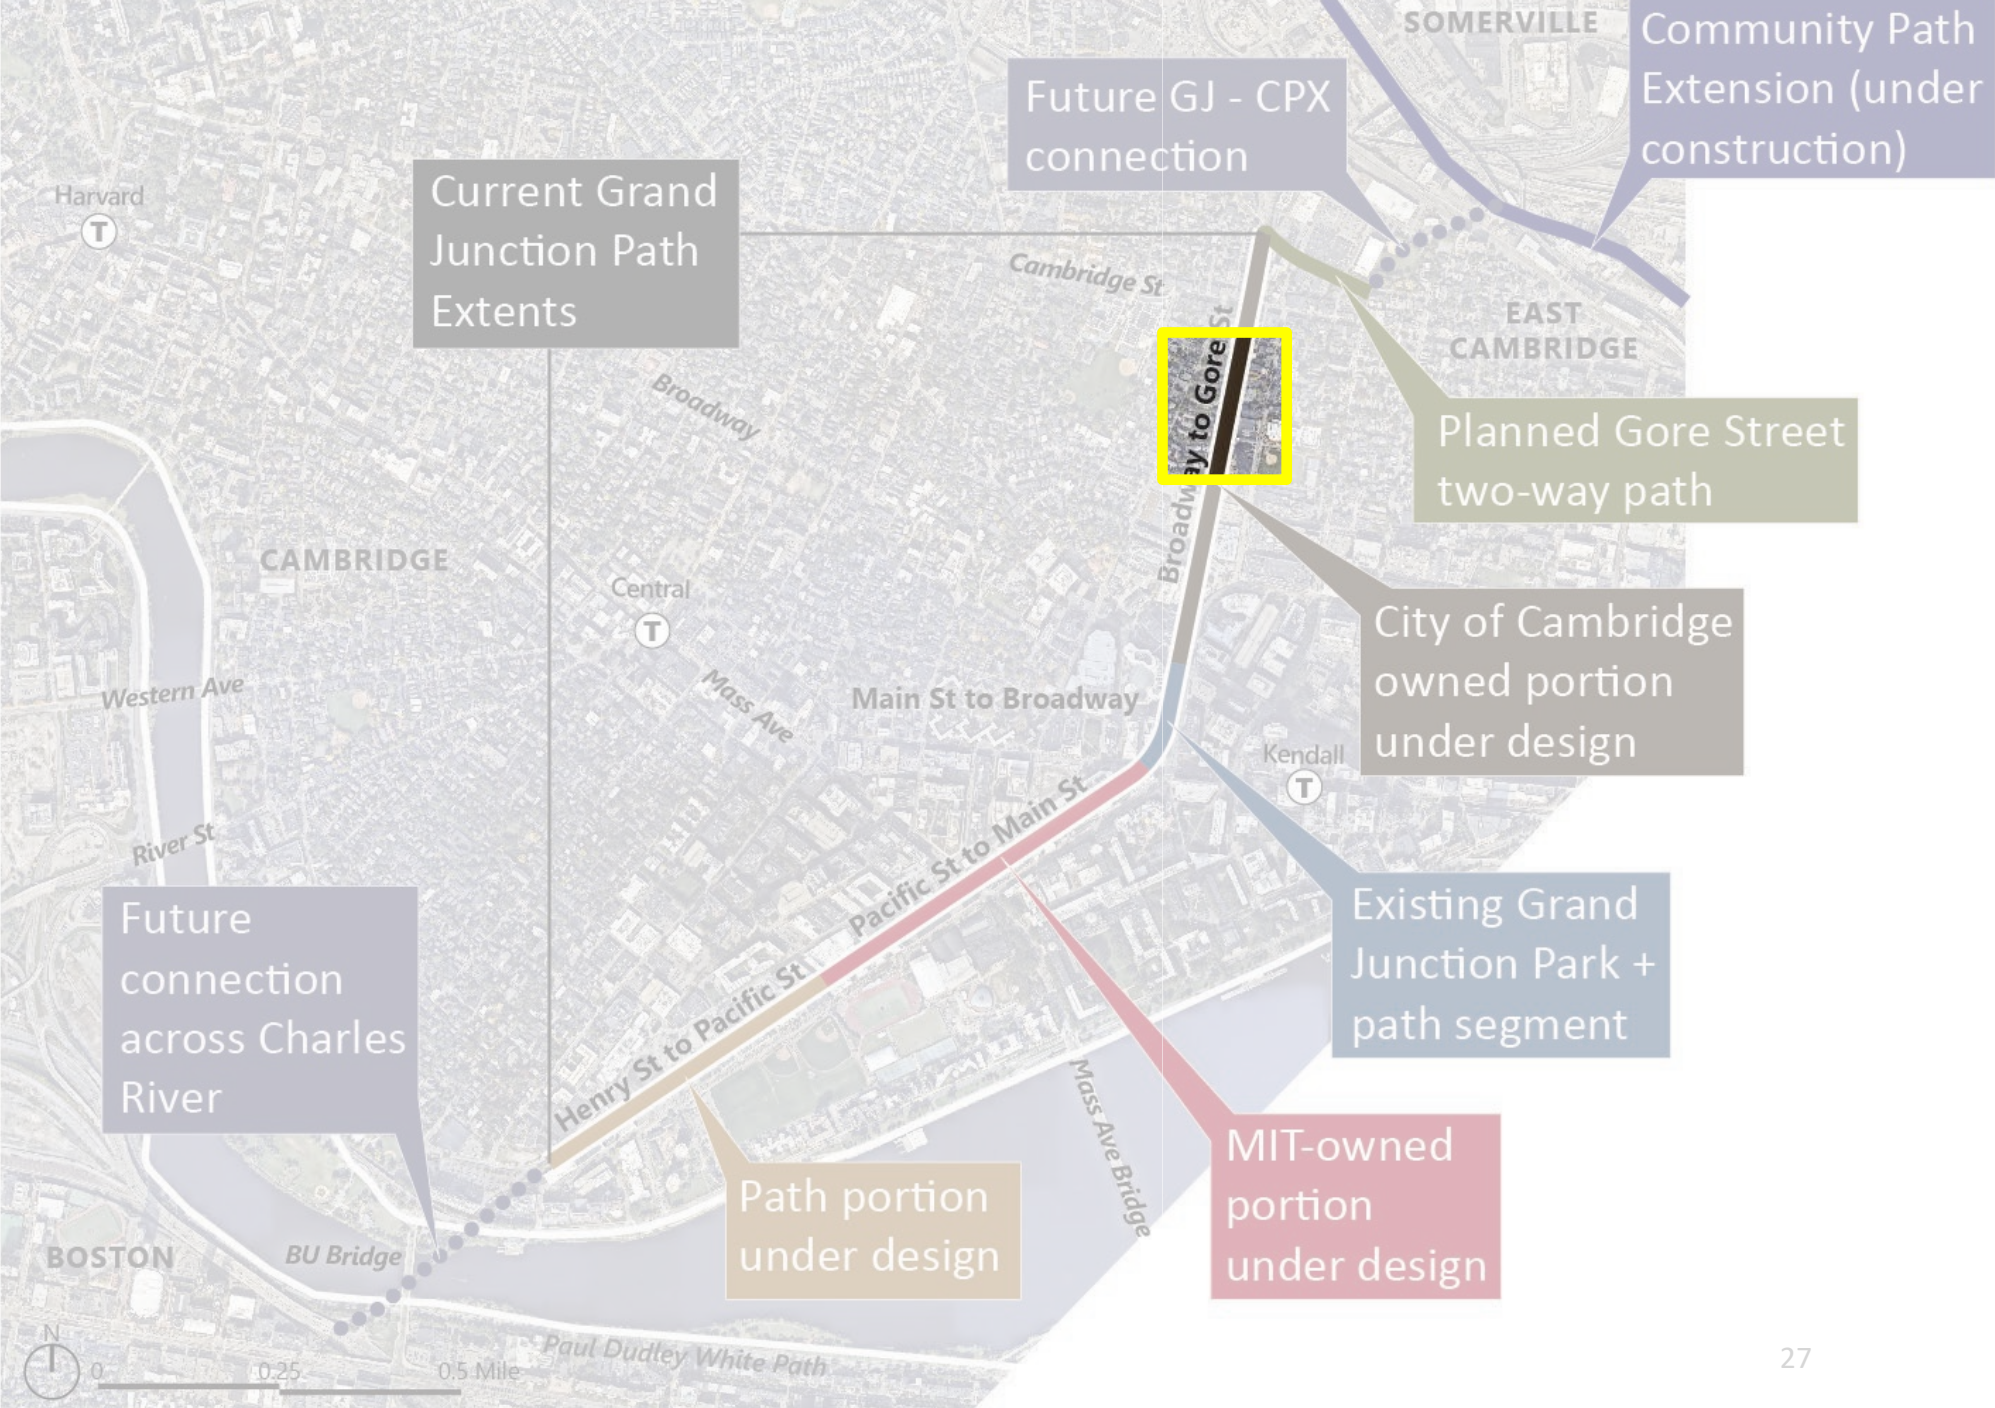 SOMERVILLE
Community Path
Extension (under
construction)
Future GJ - CPX
connection
Current Grand
Junction Path
Extents
Harvard
T
Cambridge St
EAST
CAMBRIDGE
Broadway to Gore St
Broadway
Planned Gore Street
two-way path
CAMBRIDGE
Central
T
City of Cambridge
owned portion
under design
Western Ave
Mass Ave
Main St to Broadway
Kendall
T
Pacific St to Main St
River St
Existing Grand
Junction Park +
path segment
Future
connection
across Charles
River
Henry St to Pacific St
Mass Ave Bridge
MIT-owned
portion
under design
Path portion
under design
BOSTON
BU Bridge
Paul Dudley White Path
N
0 0.25 0.5 Mile
27